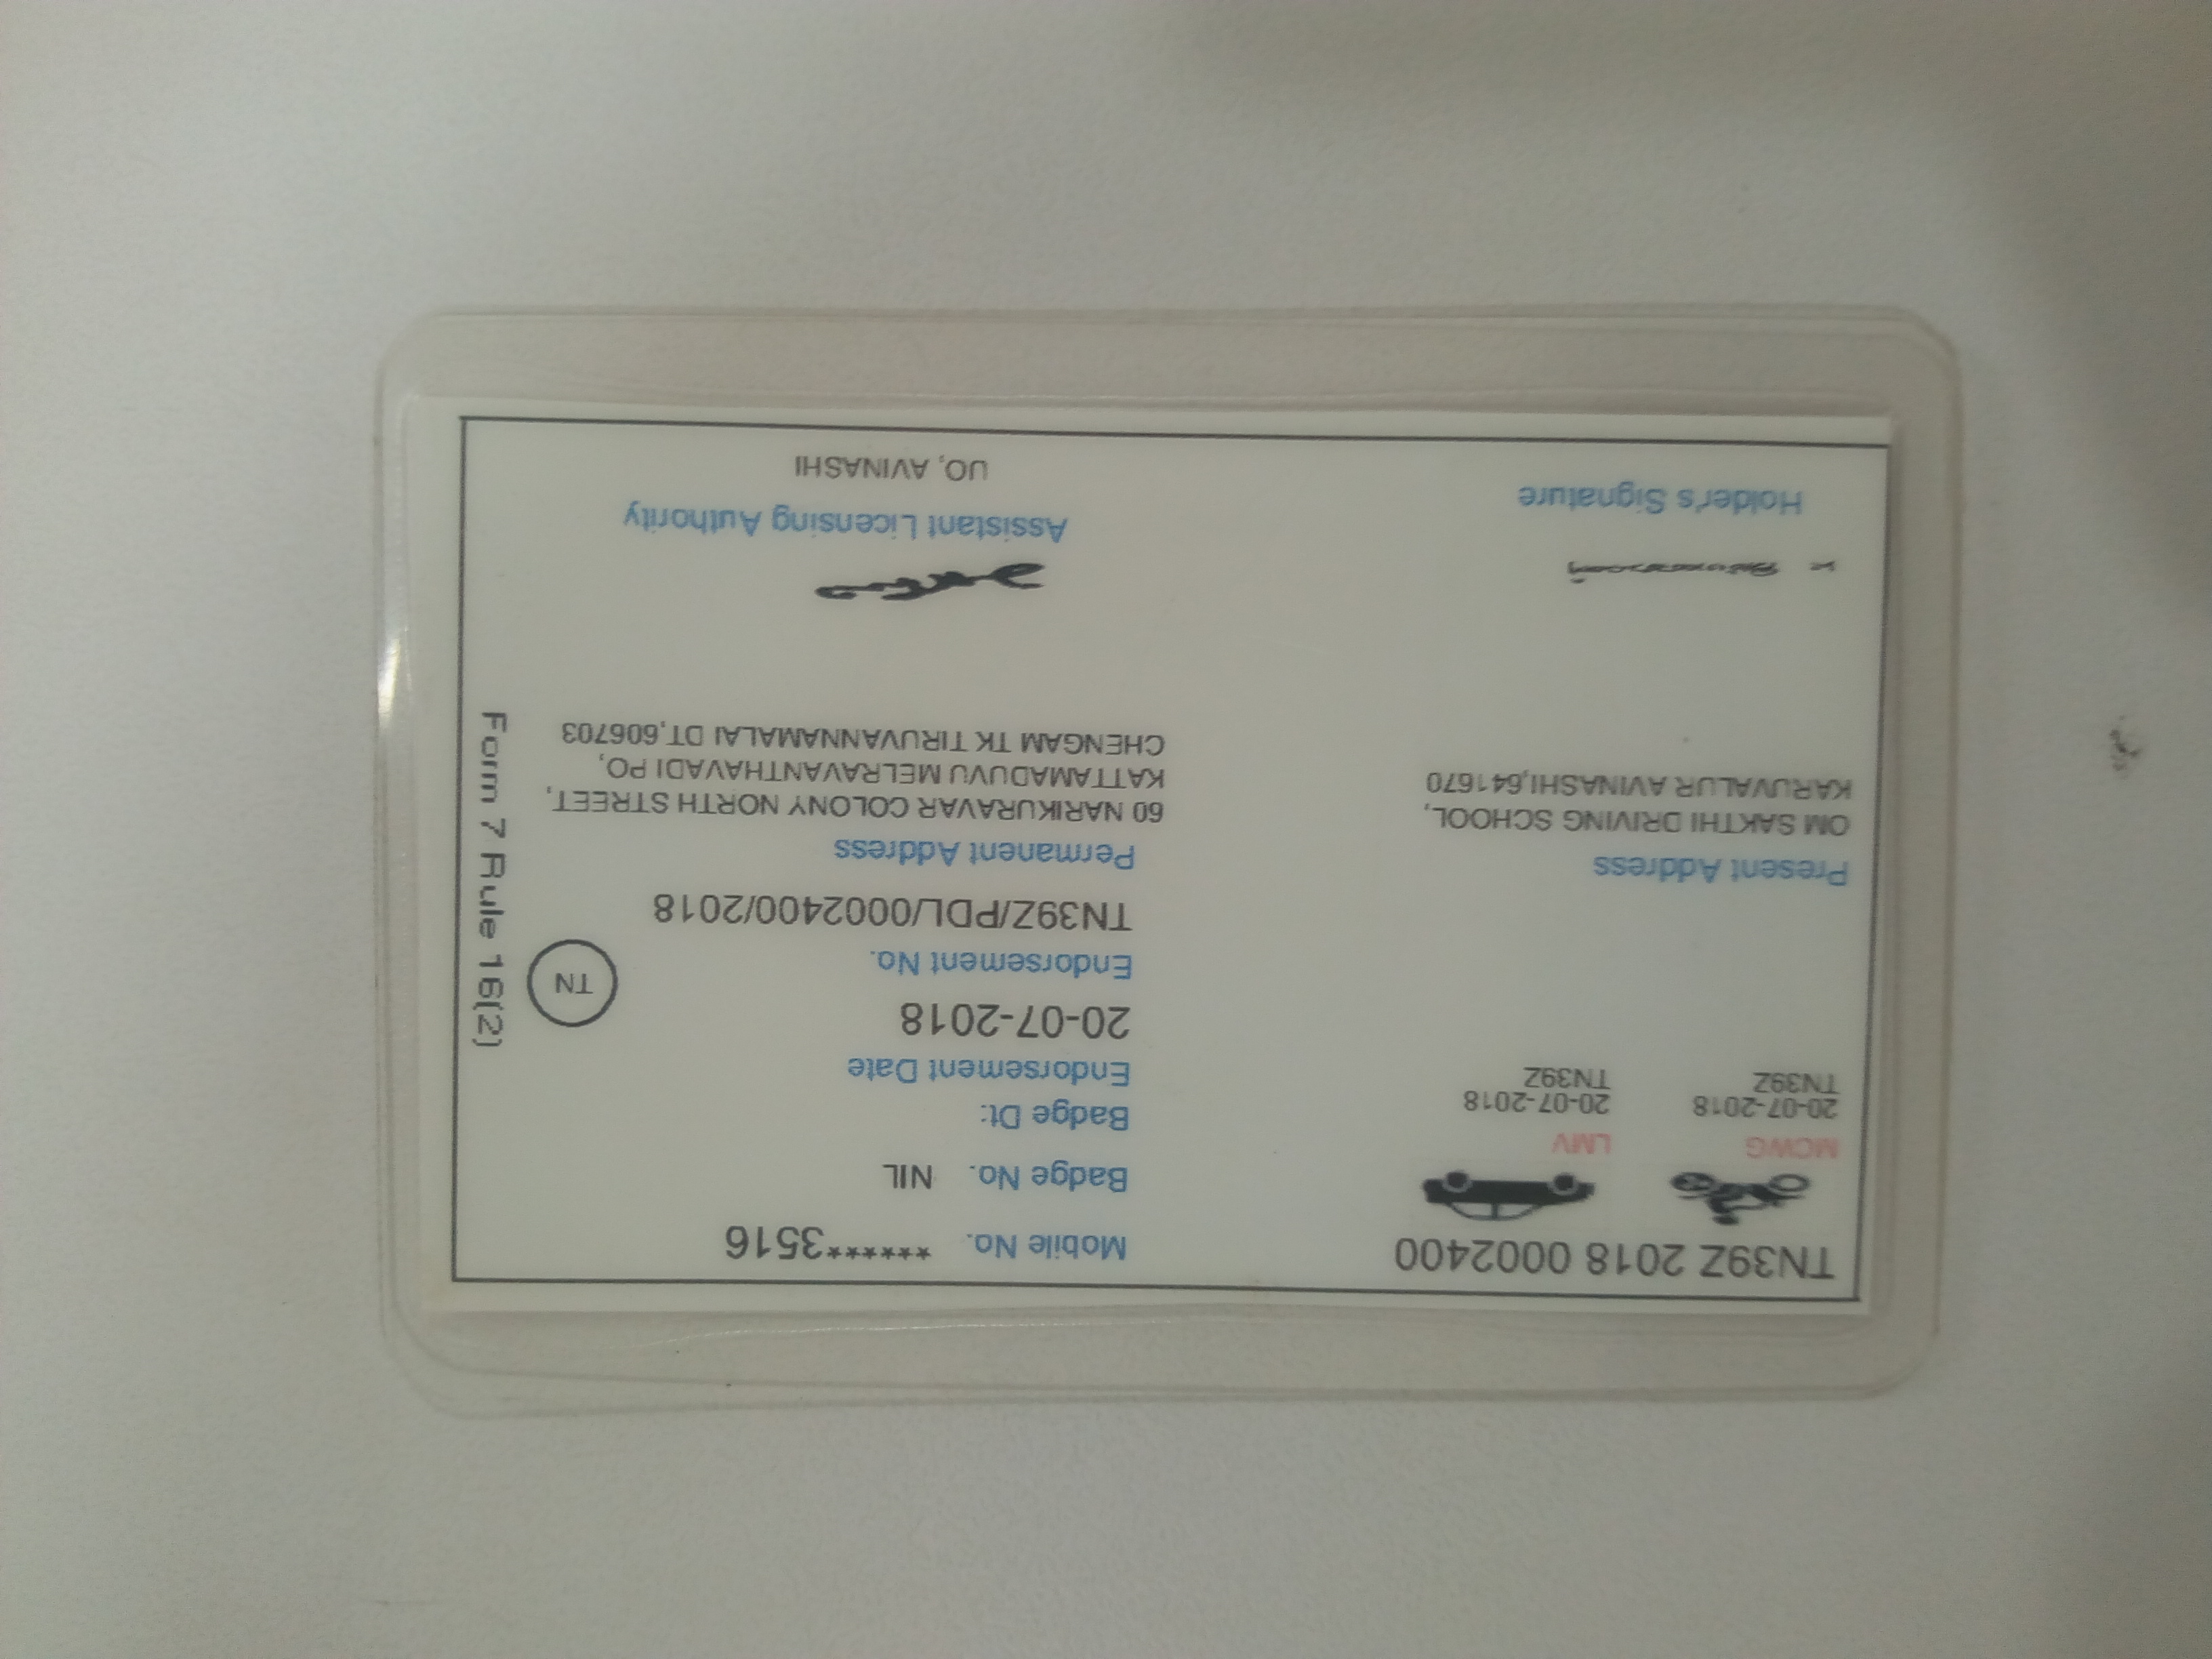 TN39Z 2018 0002400
MCWG
20-07-2018
TN39Z
LMV
20-07-2018
TN39Z
Present Address
OM SAKTHI DRIVING SCHOOL,
KARUVALUR AVINASHI,641670
Holder's Signature
Mobile No. ******3516
Badge No. NIL
Badge Dt:
Endorsement Date
20-07-2018
Endorsement No.
TN39Z/PDL/0002400/2018
TN
Permanent Address
60 NARIKURAVAR COLONY NORTH STREET,
KATTAMADUVU MELRAVANTHAVADI PO,
CHENGAM TK TIRUVANNAMALAI DT,606703
Assistant Licensing Authority
UO, AVINASHI
Form 7 Rule 16(2)